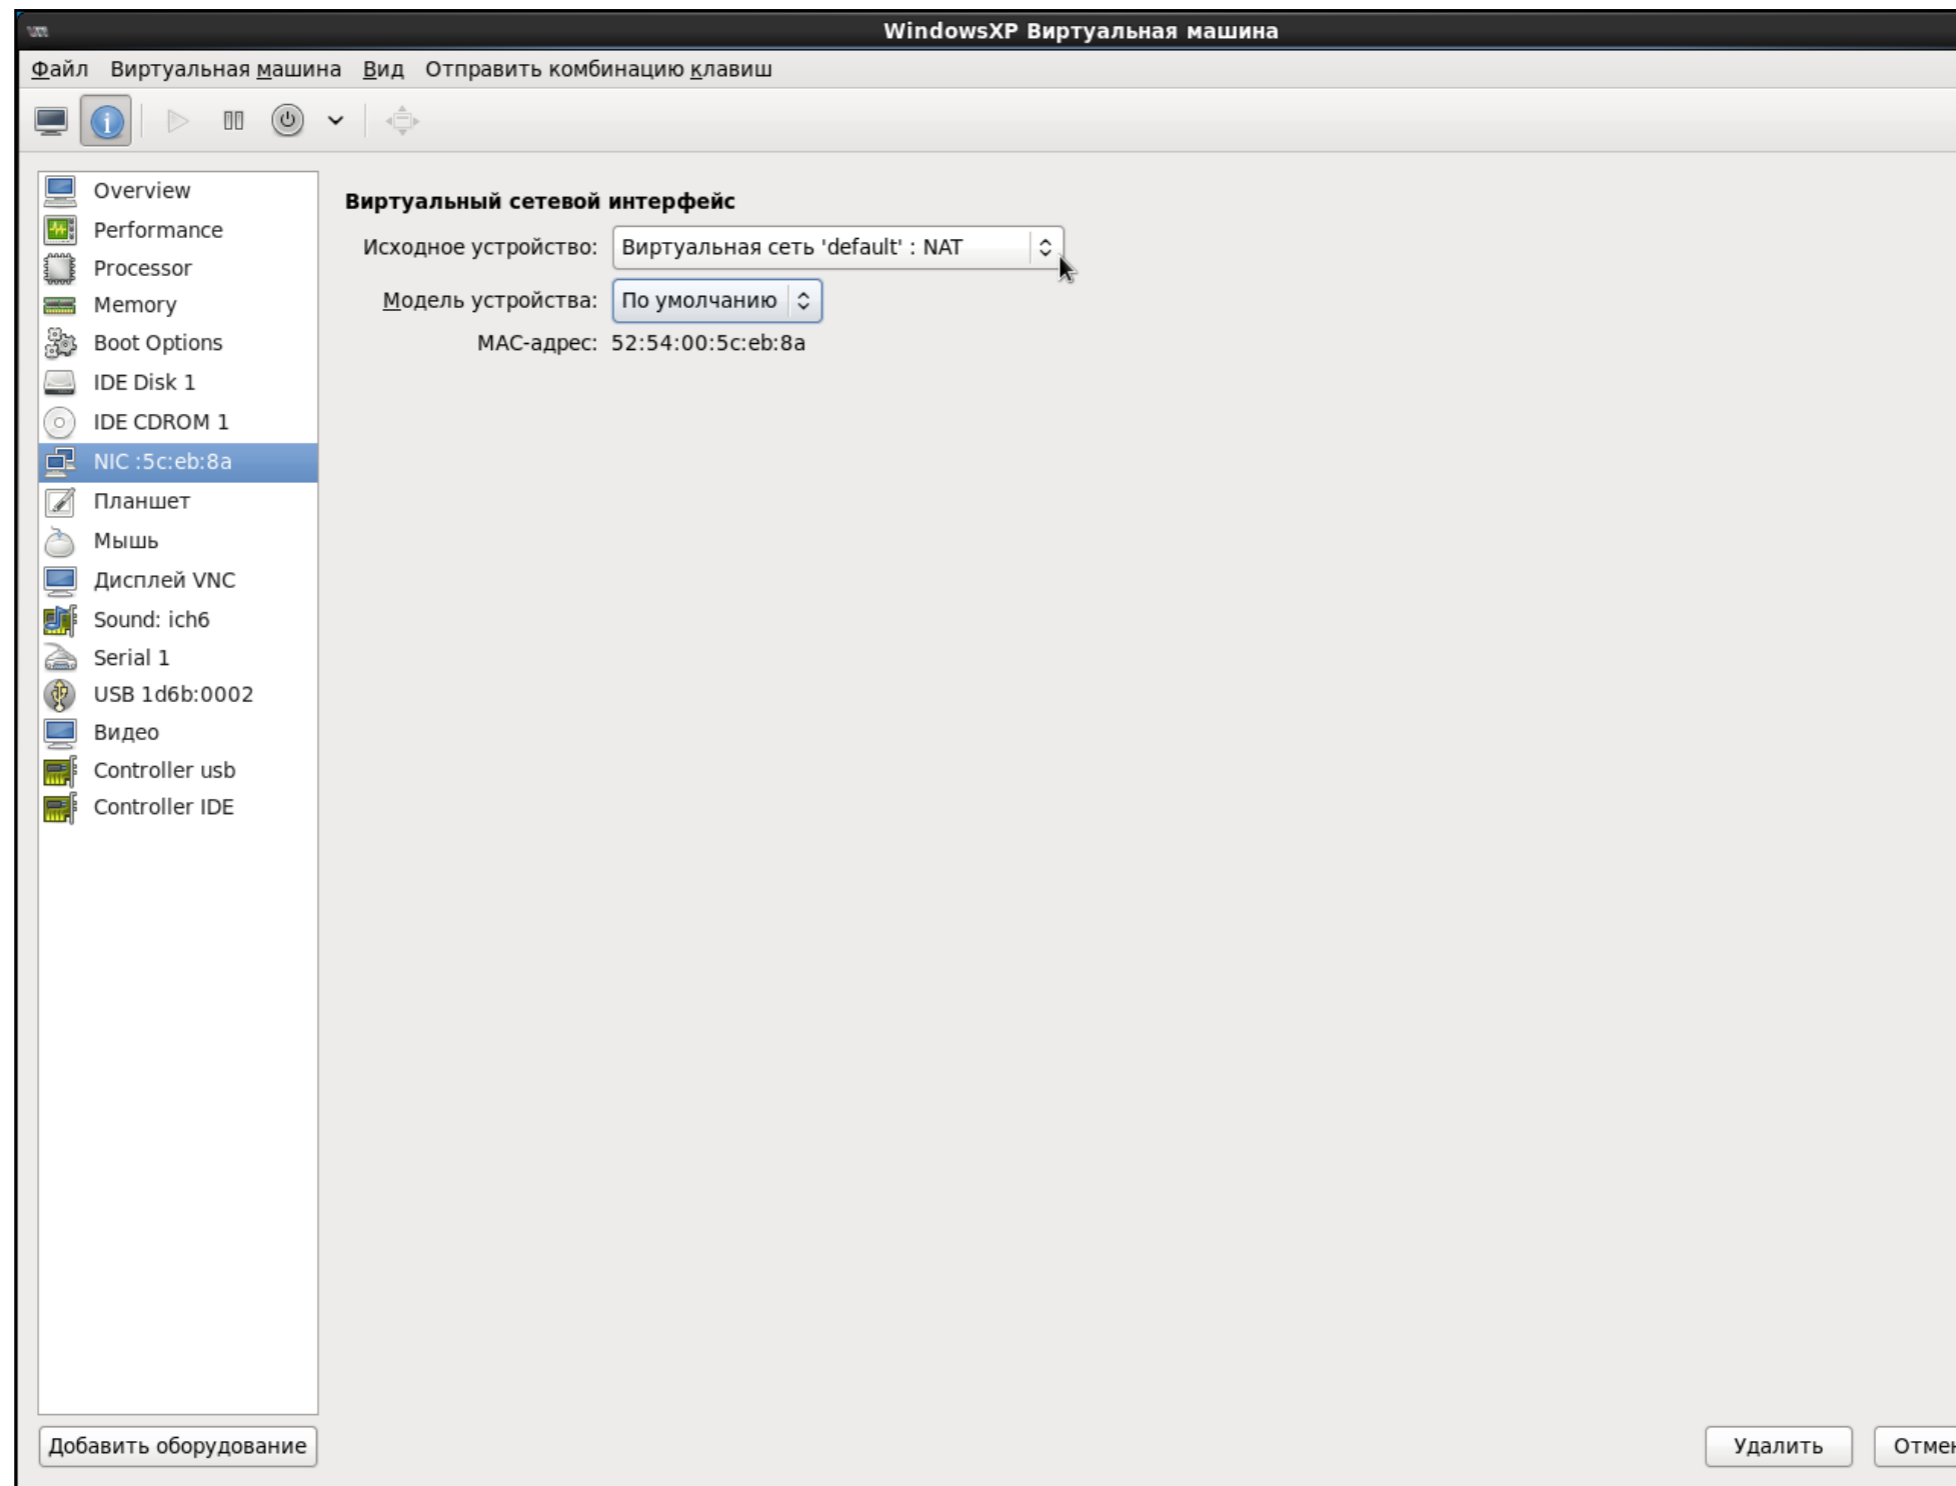 WindowsXP Виртуальная машина
Файл Виртуальная машина Вид Отправить комбинацию клавиш
Overview
Performance
Processor
Memory
Boot Options
IDE Disk 1
IDE CDROM 1
NIC :5c:eb:8a
Планшет
Мышь
Дисплей VNC
Sound: ich6
Serial 1
USB 1d6b:0002
Видео
Controller usb
Controller IDE
Добавить оборудование
Виртуальный сетевой интерфейс
Исходное устройство: Виртуальная сеть 'default' : NAT
Модель устройства: По умолчанию
MAC-адрес: 52:54:00:5c:eb:8a
Удалить